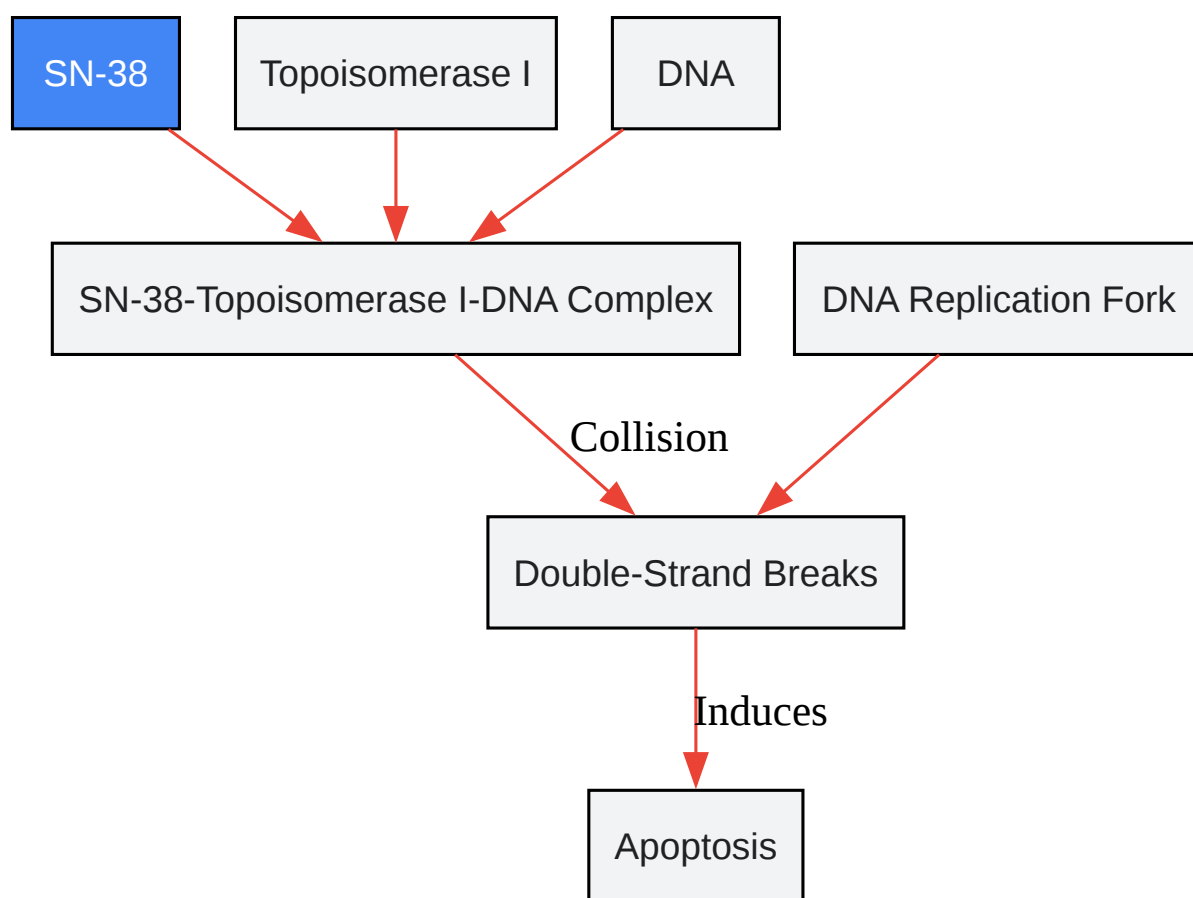 SN-38
Topoisomerase I
DNA
SN-38-Topoisomerase I-DNA Complex
DNA Replication Fork
Collision
Double-Strand Breaks
Induces
Apoptosis